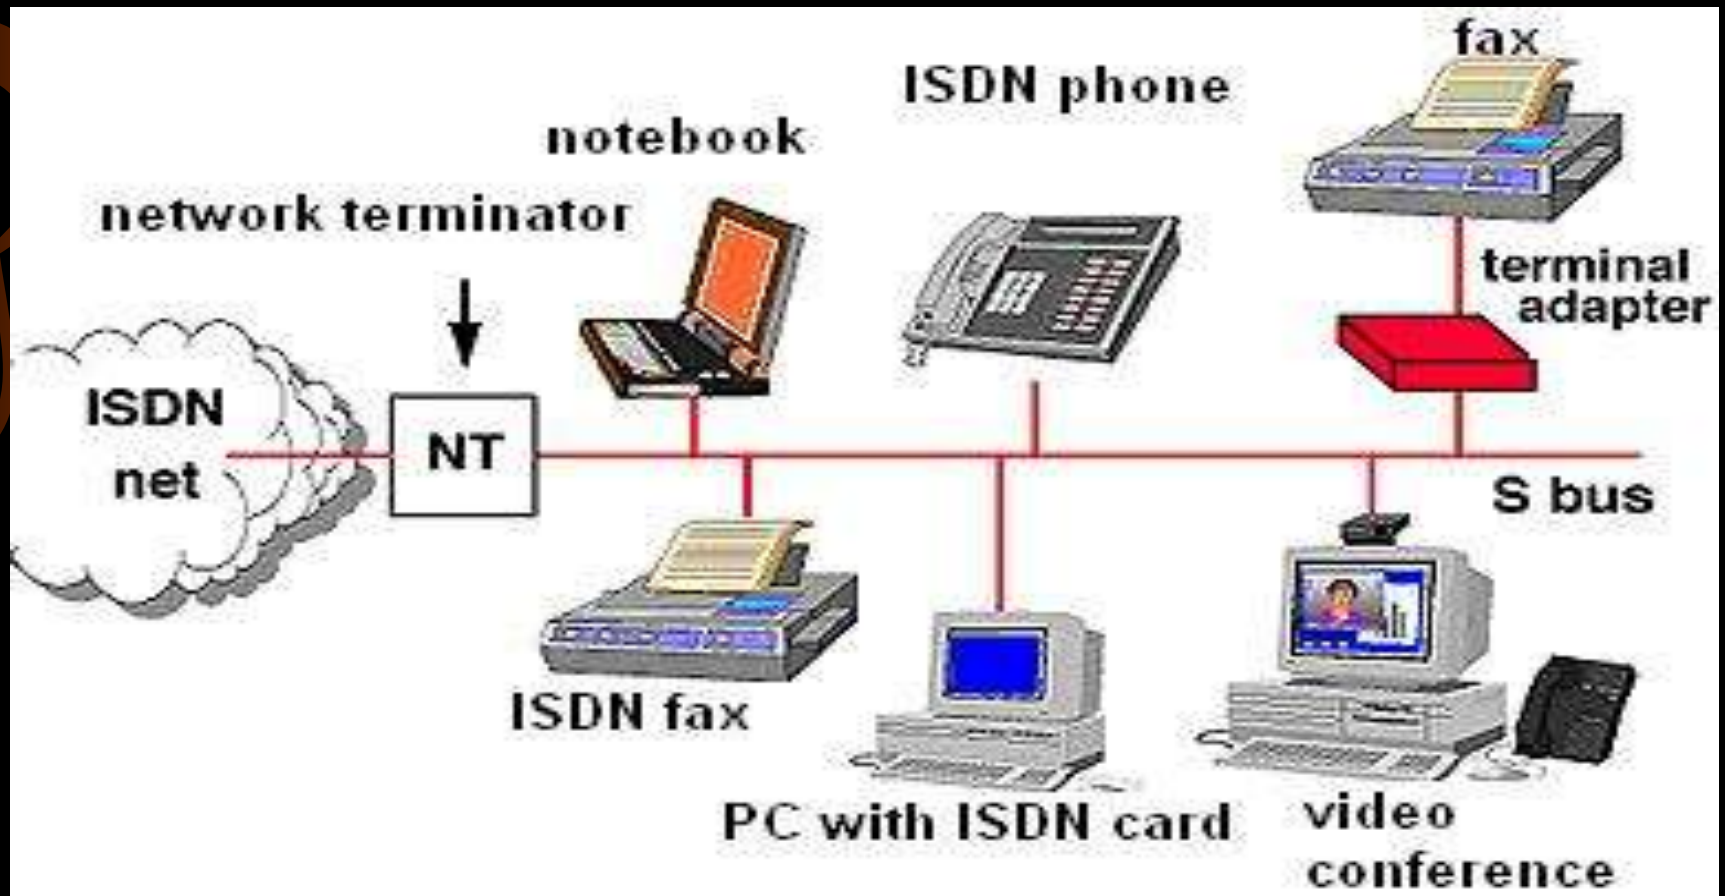 fax
ISDN phone
notebook
network terminator
terminal
adapter
ISDN
net
NT
S bus
ISDN fax
PC with ISDN card
video
conference